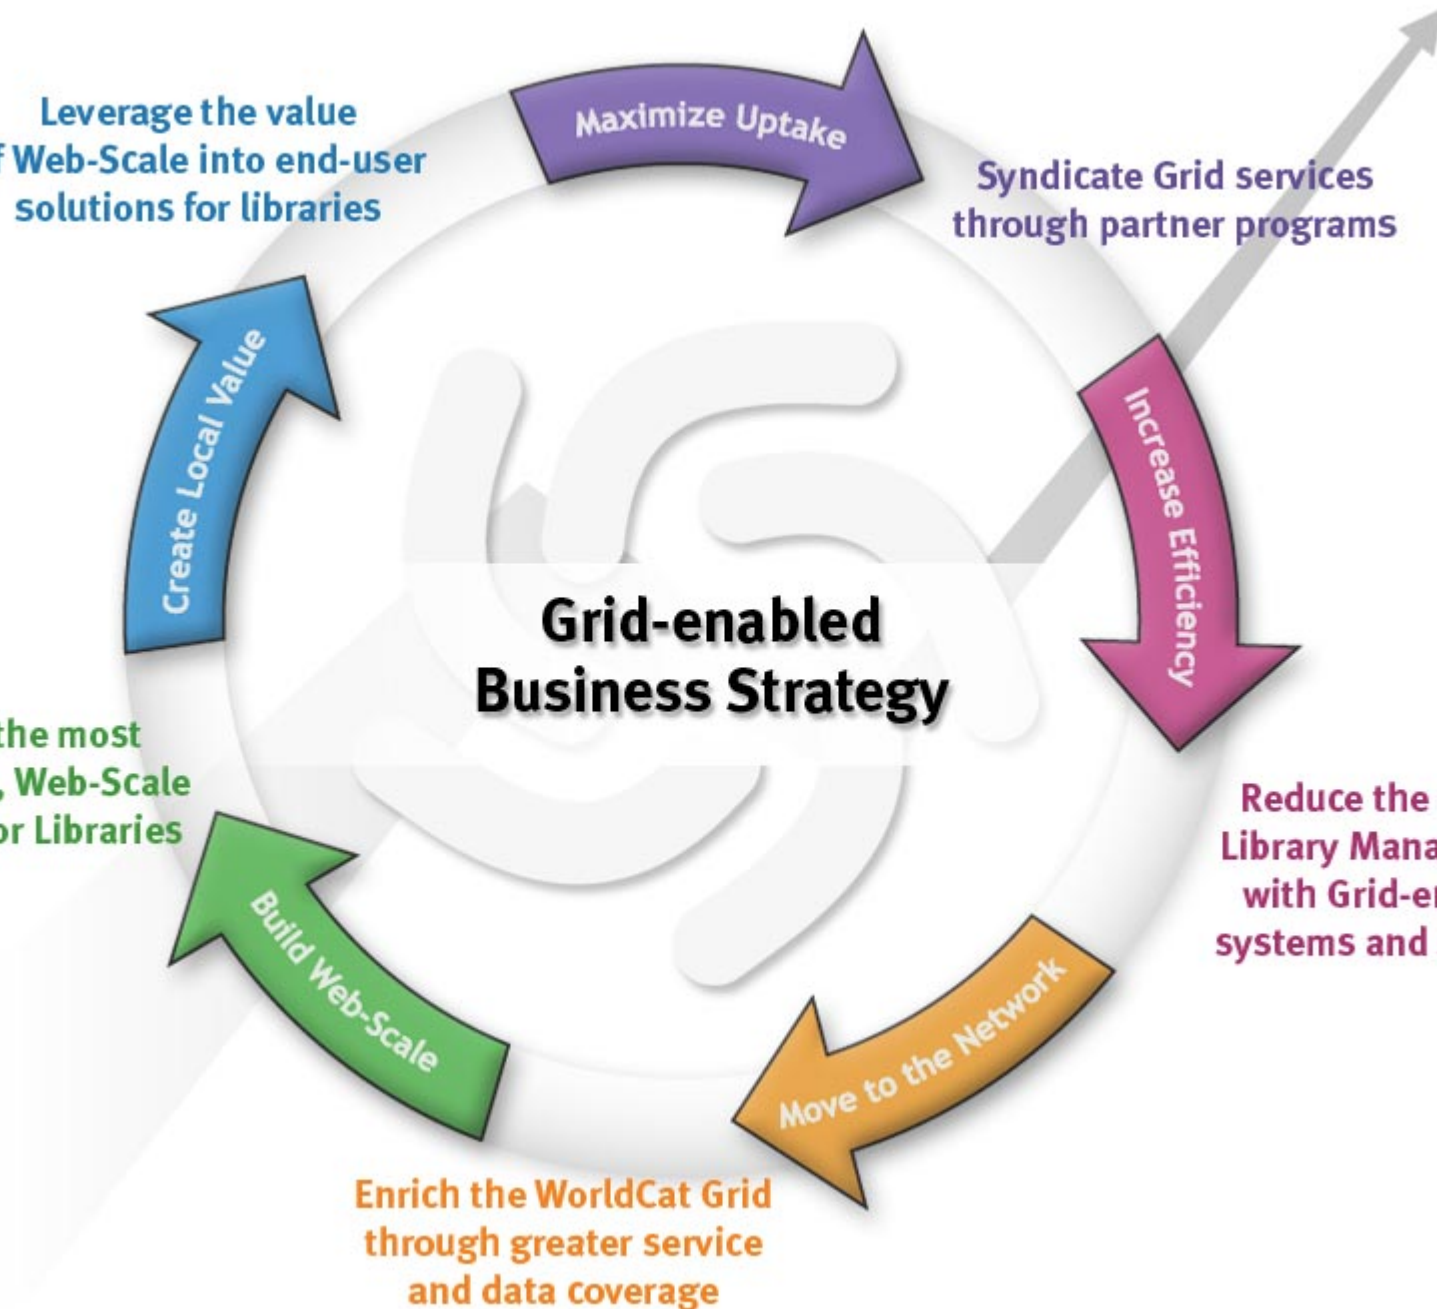 Maximize Uptake
Leverage the value
f Web-Scale into end-user
solutions for libraries
Syndicate Grid services
through partner programs
Create Local Value
Increase Efficiency
Grid-enabled
Business Strategy
the most
, Web-Scale
or Libraries
Reduce the
Library Mana
with Grid-en
systems and
Build Web-Scale
Move to the Network
Enrich the WorldCat Grid
through greater service
and data coverage